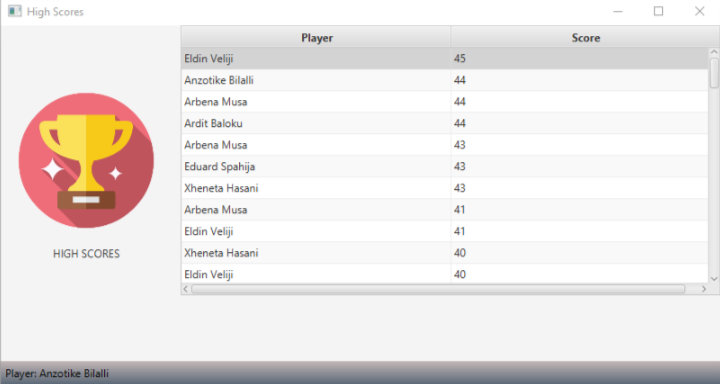 High Scores
Player Score
Eldin Veliji 45
Anzotike Bilalli 44
Arbena Musa 44
Ardit Baloku 44
Arbena Musa 43
Eduard Spahija 43
Xheneta Hasani 43
Arbena Musa 41
Eldin Veliji 41
Xheneta Hasani 40
Eldin Veliji 40
HIGH SCORES
Player: Anzotike Bilalli